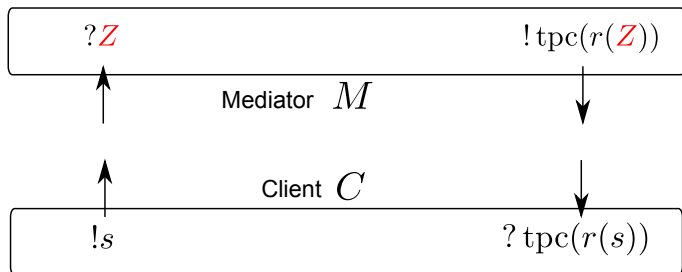 ?Z ! tpc(r(Z))
Mediator M
Client C
!s ? tpc(r(s))